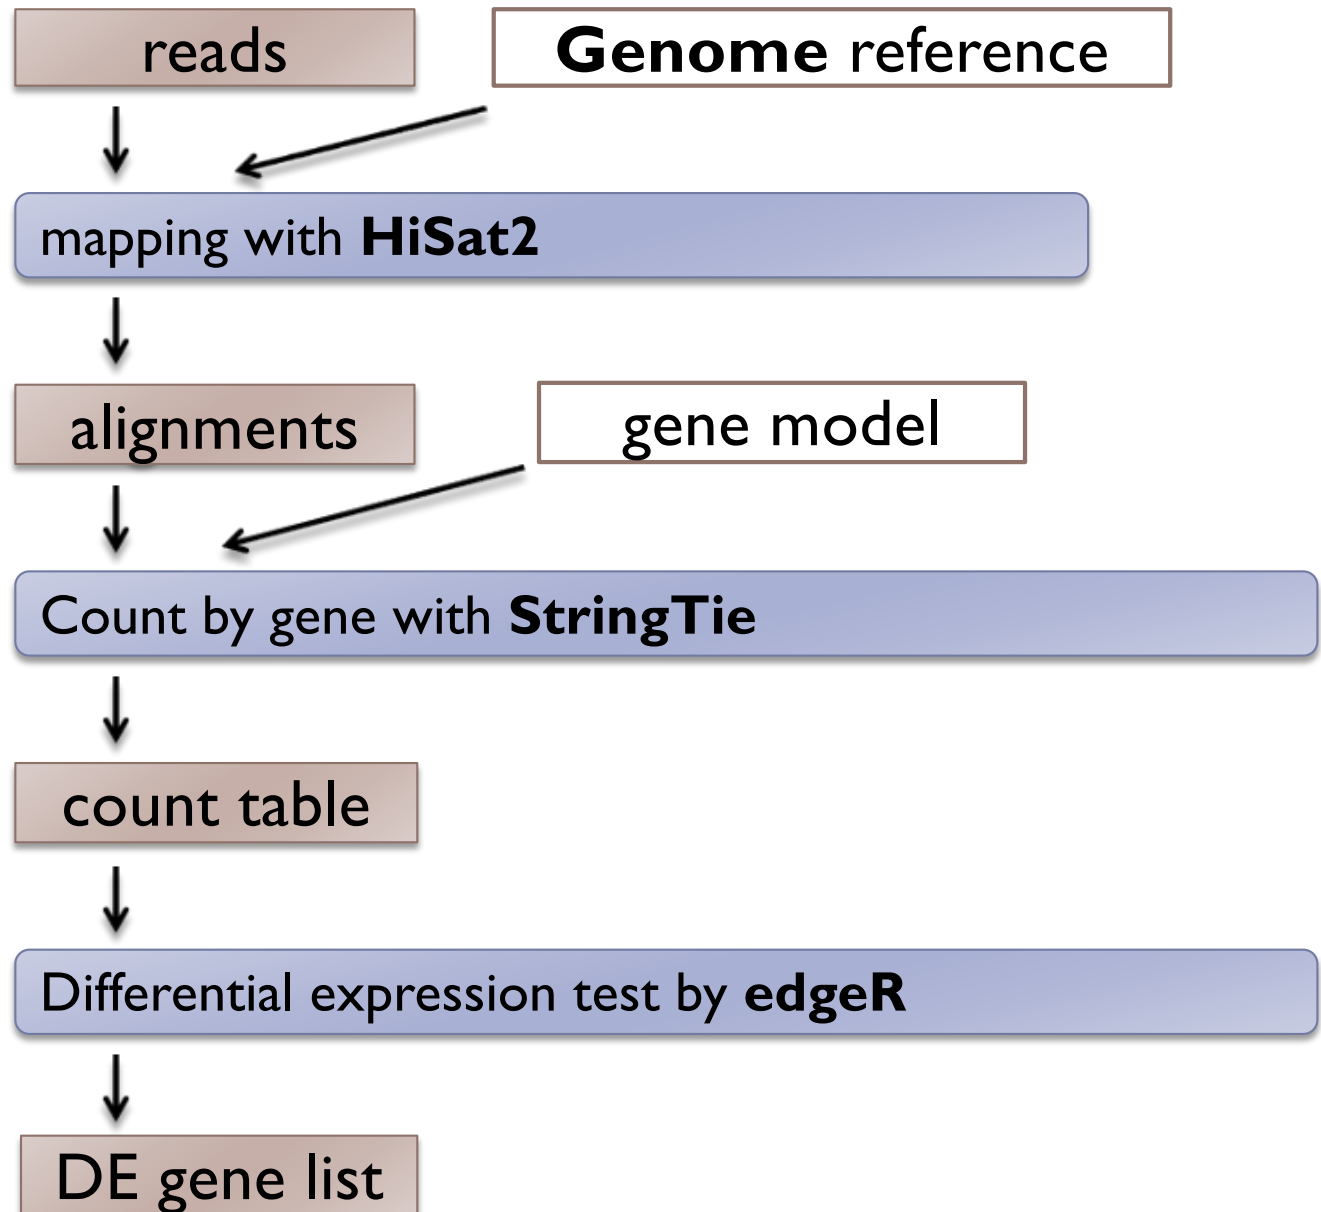 reads
Genome reference
mapping with HiSat2
alignments
gene model
Count by gene with StringTie
count table
Differential expression test by edgeR
DE gene list